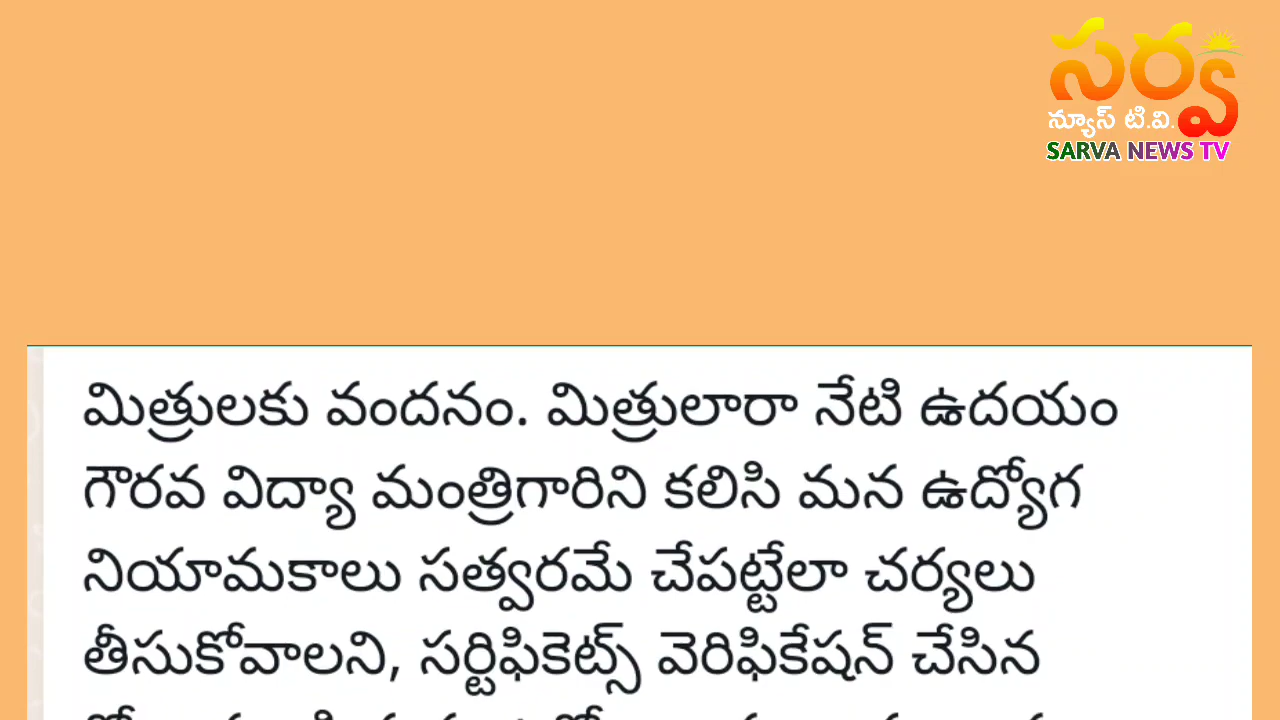 సర్వ
న్యూస్ టి.వి.
SARVA NEWS TV
మిత్రులకు వందనం. మిత్రులారా నేటి ఉదయం
గౌరవ విద్యా మంత్రిగారిని కలిసి మన ఉద్యోగ
నియామకాలు సత్వరమే చేపట్టేలా చర్యలు
తీసుకోవాలని, సర్టిఫికెట్స్ వెరిఫికేషన్ చేసిన